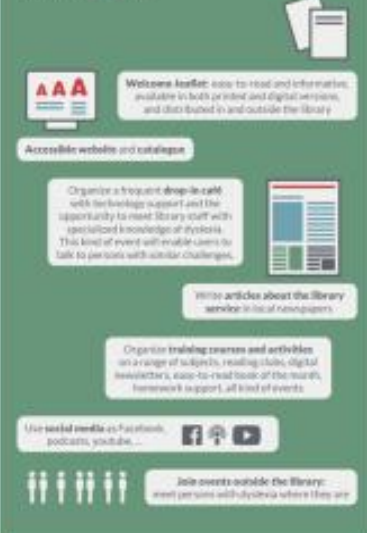 A A A
Welcome leaflet: easy-to-read and informative,
available in both printed and digital versions,
and distributed in and outside the library
Accessible website and catalogue
Organize a frequent drop-in café
with technology support and the
opportunity to meet library staff with
specialized knowledge of dyslexia.
This kind of event will enable users to
talk to persons with similar challenges.
Write articles about the library
service in local newspapers
Organize training courses and activities
on a range of subjects, reading clubs, digital
newsletters, easy-to-read book of the month,
homework support, all kind of events
Use social media as Facebook,
podcasts, youtube, ...
Join events outside the library:
meet persons with dyslexia where they are